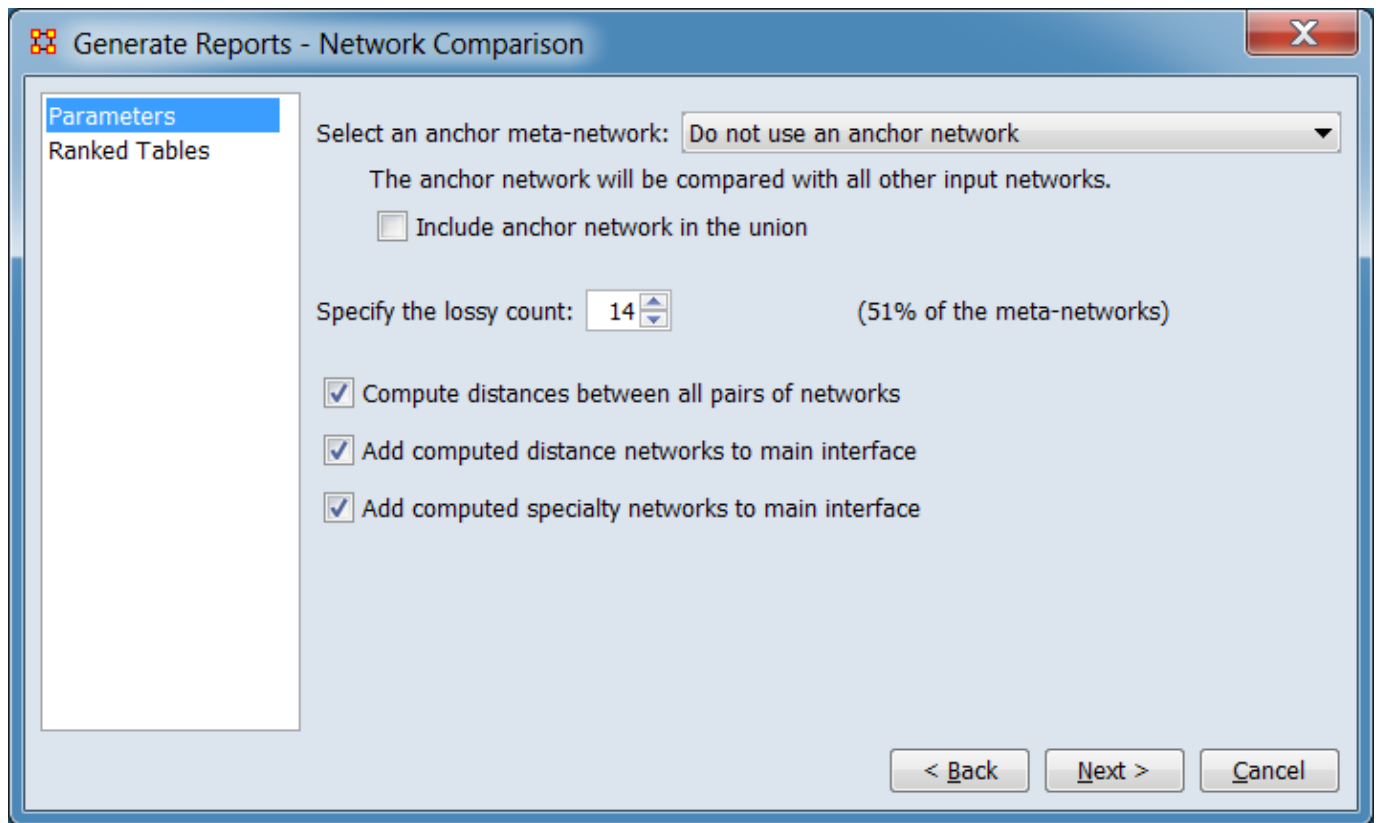 Generate Reports - Network Comparison
X
Parameters
Ranked Tables
Select an anchor meta-network: Do not use an anchor network
The anchor network will be compared with all other input networks.
Include anchor network in the union
Specify the lossy count: 14 (51% of the meta-networks)
Compute distances between all pairs of networks
Add computed distance networks to main interface
Add computed specialty networks to main interface
< Back Next > Cancel